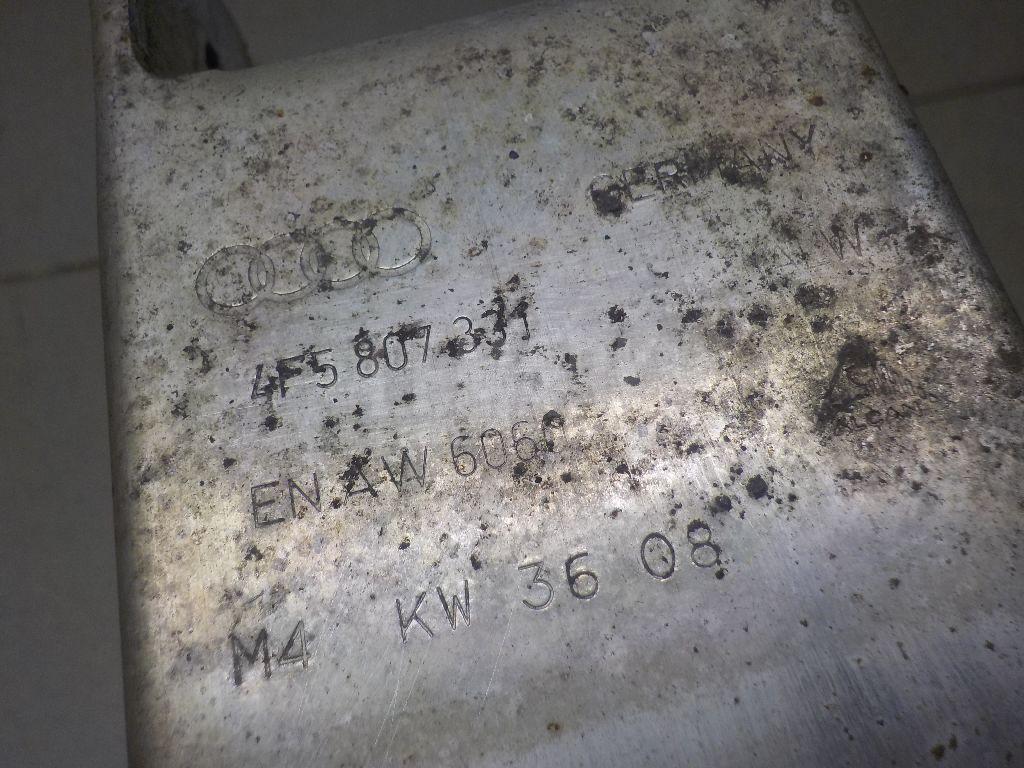 GERMANY
W
4F5 807 331
EN AW 6060
M4 KW 36 08